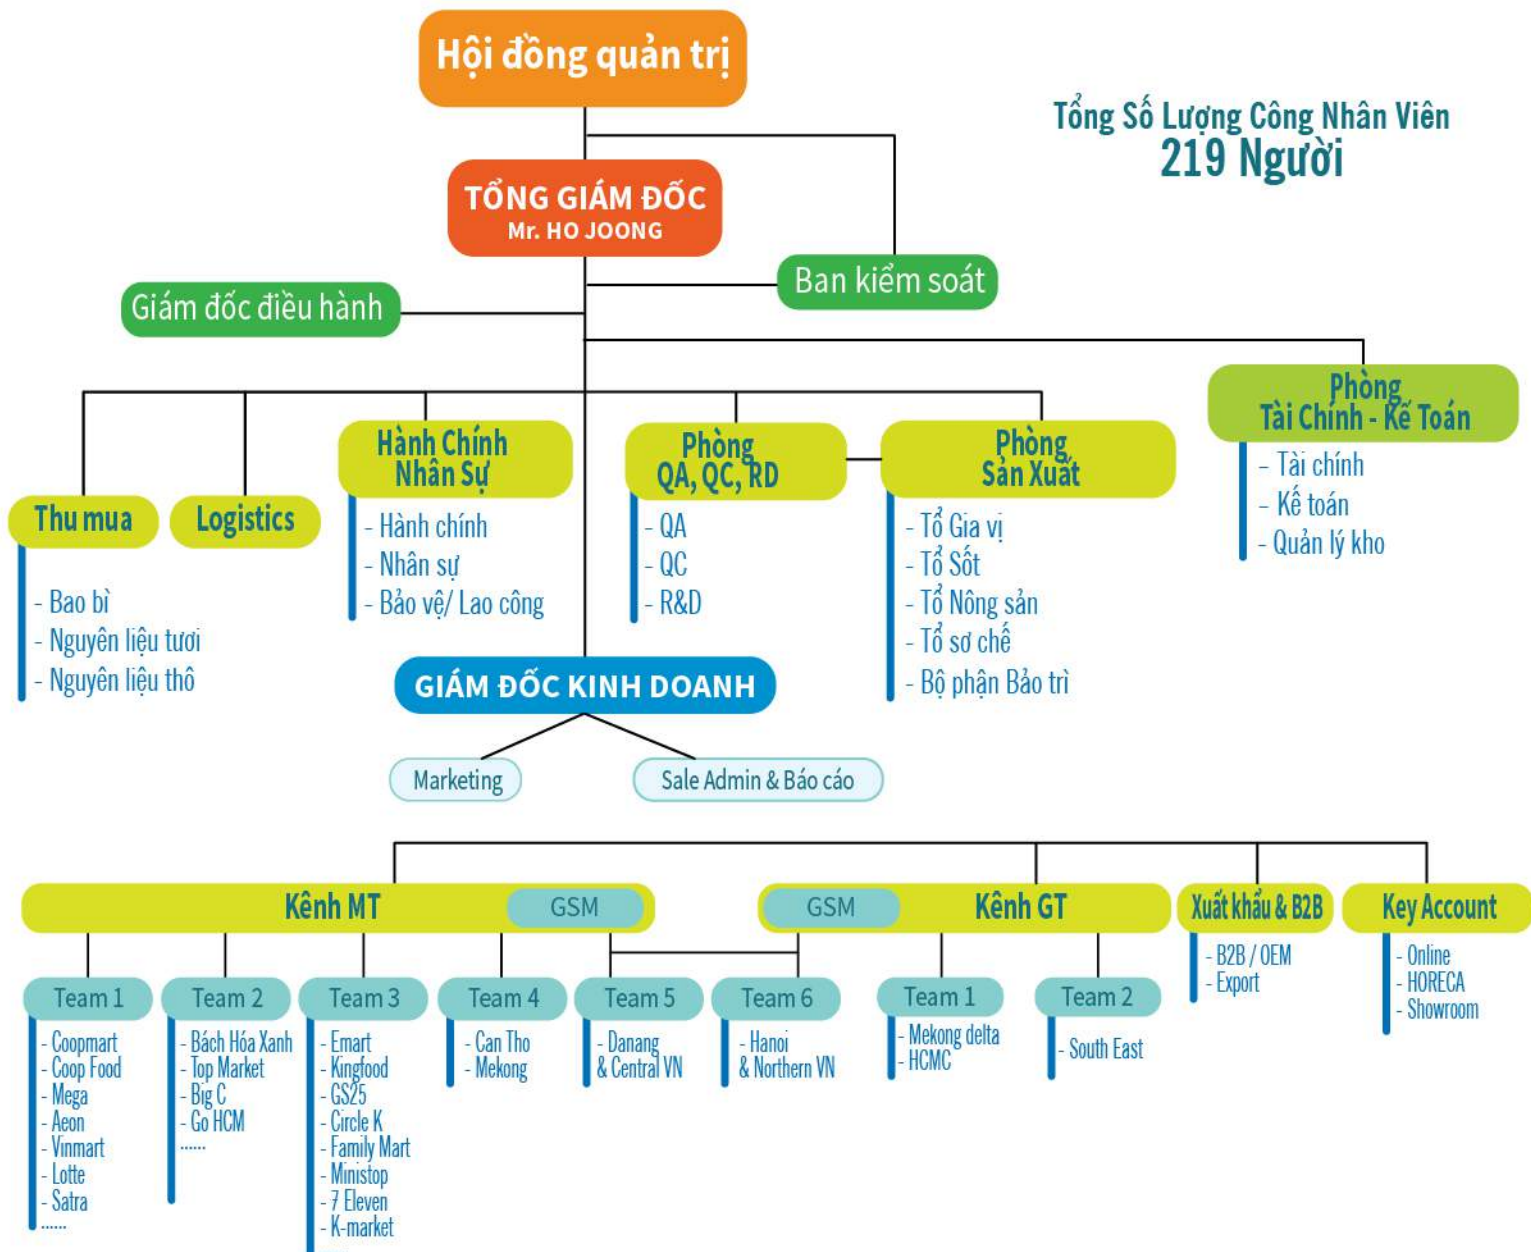 Hội đồng quản trị
Tổng Số Lượng Công Nhân Viên
219 Người
TỔNG GIÁM ĐỐC
Mr. HO JOONG
Ban kiểm soát
Giám đốc điều hành
Phòng
Tài Chính - Kế Toán
- Tài chính
- Kế toán
- Quản lý kho
Thu mua
- Bao bì
- Nguyên liệu tươi
- Nguyên liệu thô
Logistics
Hành Chính
Nhân Sự
- Hành chính
- Nhân sự
- Bảo vệ/ Lao công
Phòng
QA, QC, RD
- QA
- QC
- R&D
Phòng
Sản Xuất
- Tổ Gia vị
- Tổ Sốt
- Tổ Nông sản
- Tổ sơ chế
- Bộ phận Bảo trì
GIÁM ĐỐC KINH DOANH
Marketing
Sale Admin & Báo cáo
Kênh MT
GSM
GSM
Kênh GT
Xuất khẩu & B2B
- B2B / OEM
- Export
Key Account
- Online
- HORECA
- Showroom
Team 1
- Coopmart
- Coop Food
- Mega
- Aeon
- Vinmart
- Lotte
- Satra
......
Team 2
- Bách Hóa Xanh
- Top Market
- Big C
- Go HCM
......
Team 3
- Emart
- Kingfood
- GS25
- Circle K
- Family Mart
- Ministop
- 7 Eleven
- K-market
Team 4
- Can Tho
- Mekong
Team 5
- Danang
& Central VN
Team 6
- Hanoi
& Northern VN
Team 1
- Mekong delta
- HCMC
Team 2
- South East